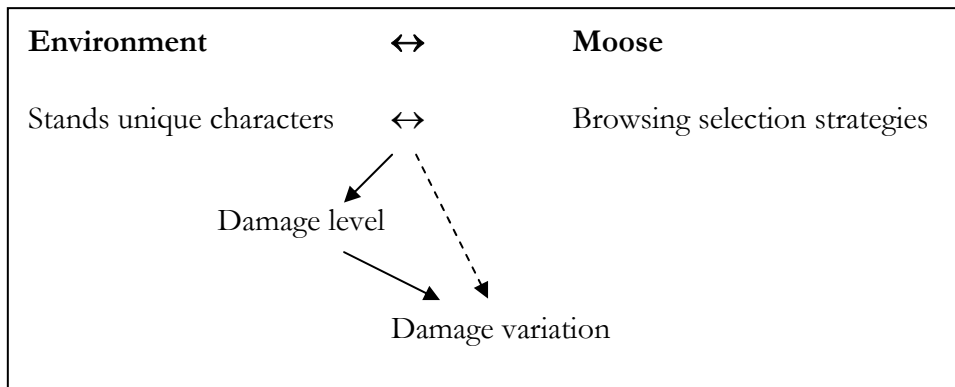 Environment ↔ Moose
Stands unique characters ↔ Browsing selection strategies
Damage level
Damage variation